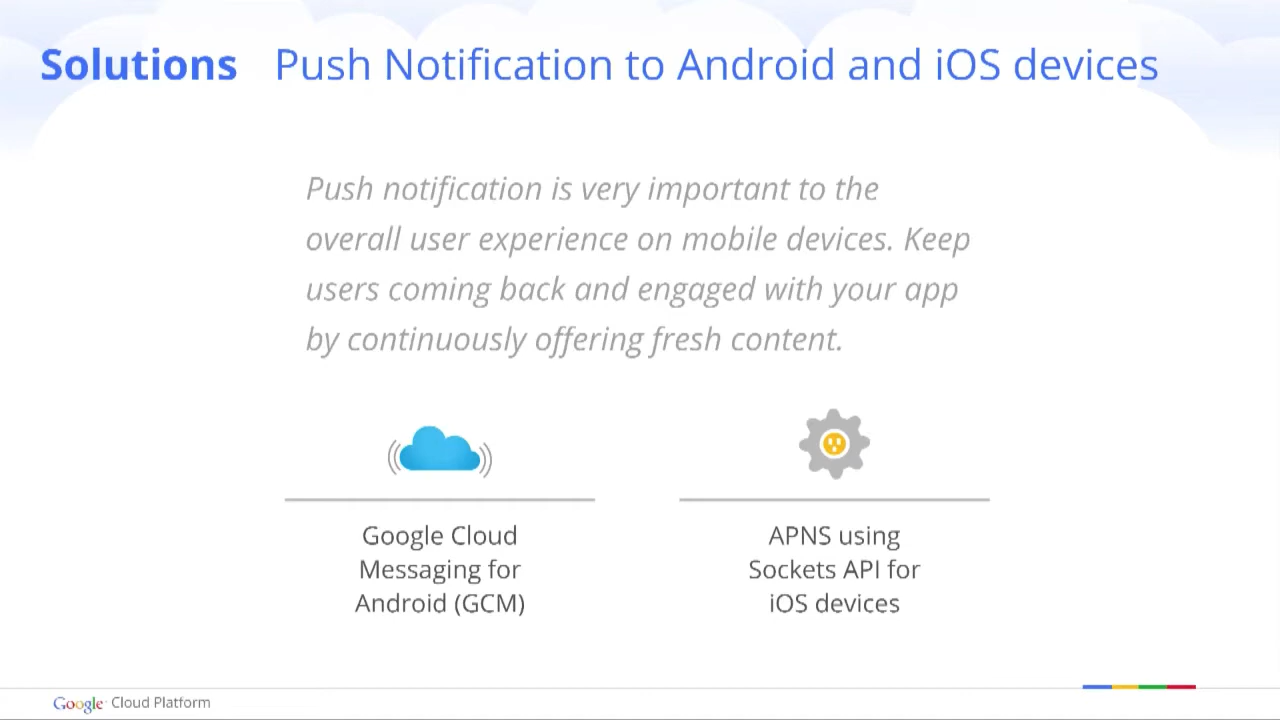 Solutions Push Notification to Android and iOS devices
Push notification is very important to the
overall user experience on mobile devices. Keep
users coming back and engaged with your app
by continuously offering fresh content.
Google Cloud
Messaging for
Android (GCM)
APNS using
Sockets API for
iOS devices
Google Cloud Platform